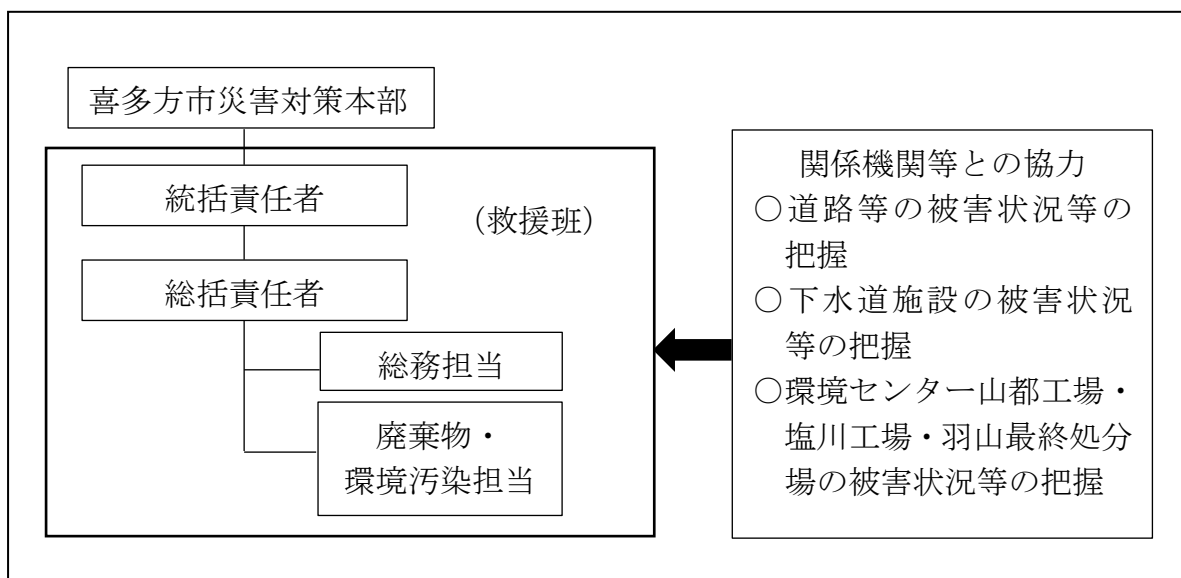 喜多方市災害対策本部
統括責任者
（救援班）
総括責任者
総務担当
廃棄物・
環境汚染担当
関係機関等との協力
○道路等の被害状況等の
把握
○下水道施設の被害状況
等の把握
○環境センター山都工場・
塩川工場・羽山最終処分
場の被害状況等の把握